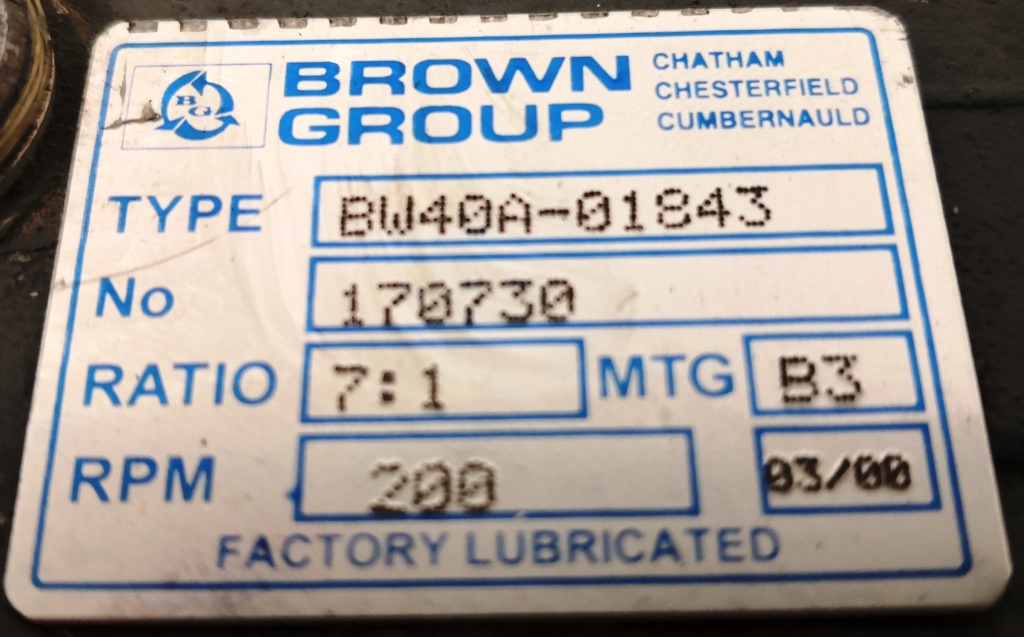 BG
BROWN GROUP
CHATHAM
CHESTERFIELD
CUMBERNAULD
TYPE BW40A-01843
No 170730
RATIO 7:1 MTG B3
RPM 200 03/00
FACTORY LUBRICATED